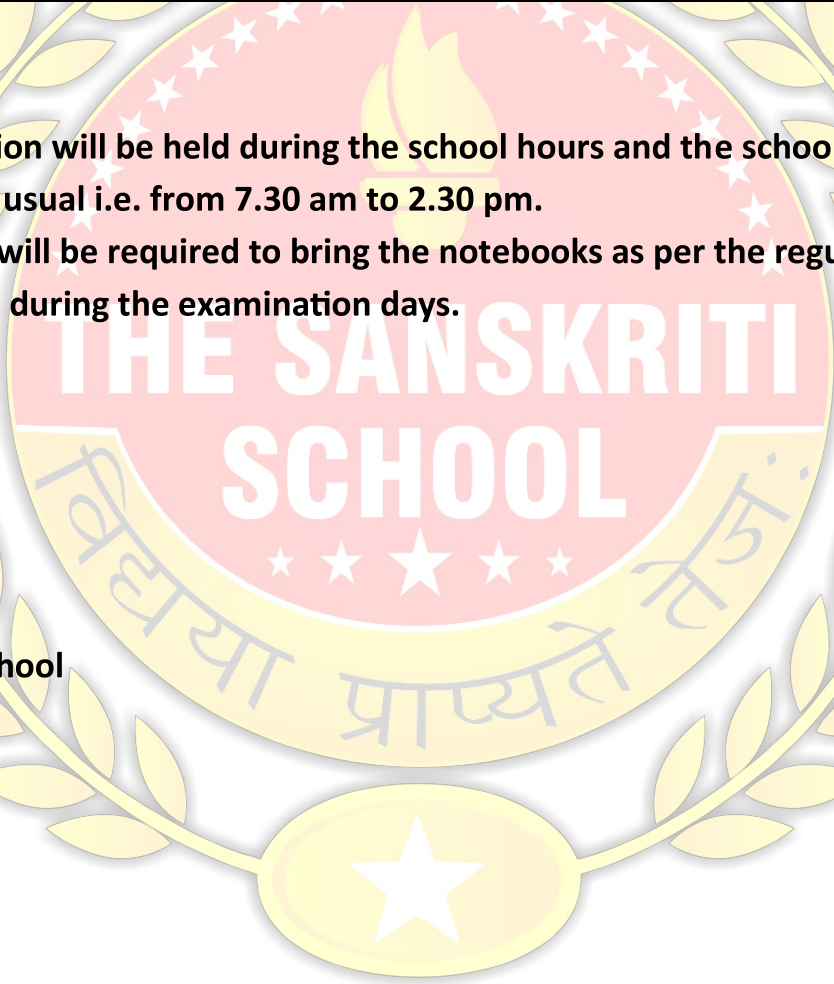 ion will be held during the school hours and the schoo
usual i.e. from 7.30 am to 2.30 pm.
will be required to bring the notebooks as per the regu
during the examination days.
THE SANSKRITI
SCHOOL
विद्यया प्राप्यते तेज:
hool